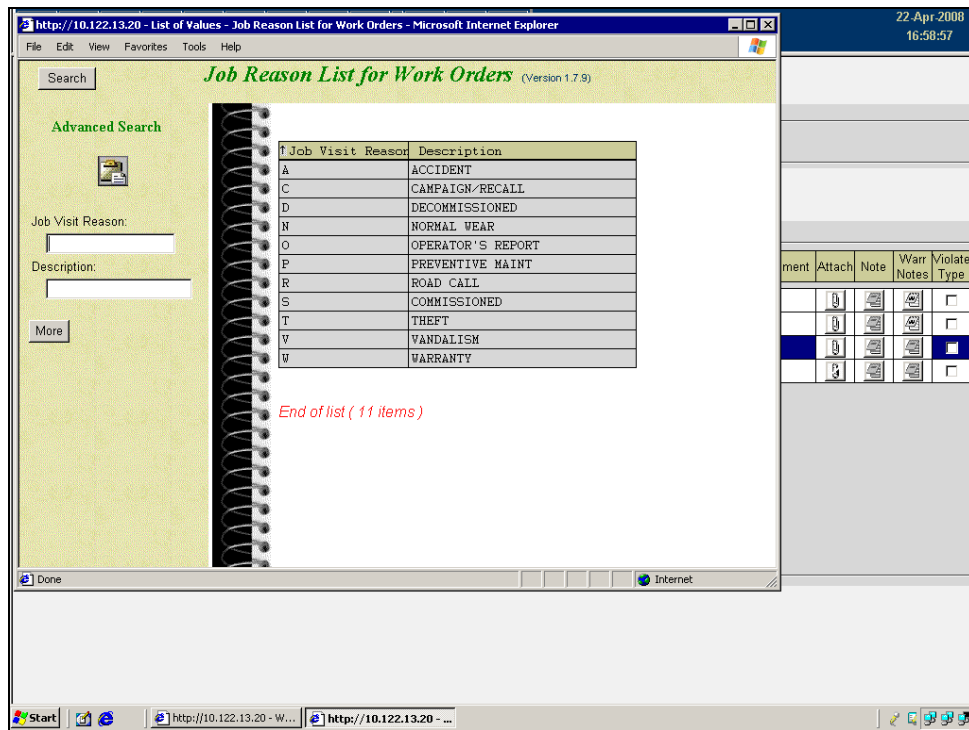 http://10.122.13.20 - List of Values - Job Reason List for Work Orders - Microsoft Internet Explorer
22-Apr-2008
16:58:57
File Edit View Favorites Tools Help
Search
Job Reason List for Work Orders (Version 1.7.9)
Advanced Search
Job Visit Reason:
Description:
More
↑Job Visit Reason Description
A ACCIDENT
C CAMPAIGN/RECALL
D DECOMMISSIONED
N NORMAL WEAR
O OPERATOR'S REPORT
P PREVENTIVE MAINT
R ROAD CALL
S COMMISSIONED
T THEFT
V VANDALISM
W WARRANTY
End of list ( 11 items )
ment Attach Note Warr Notes Violate Type
Done
Internet
Start
http://10.122.13.20 - W...
http://10.122.13.20 - ...